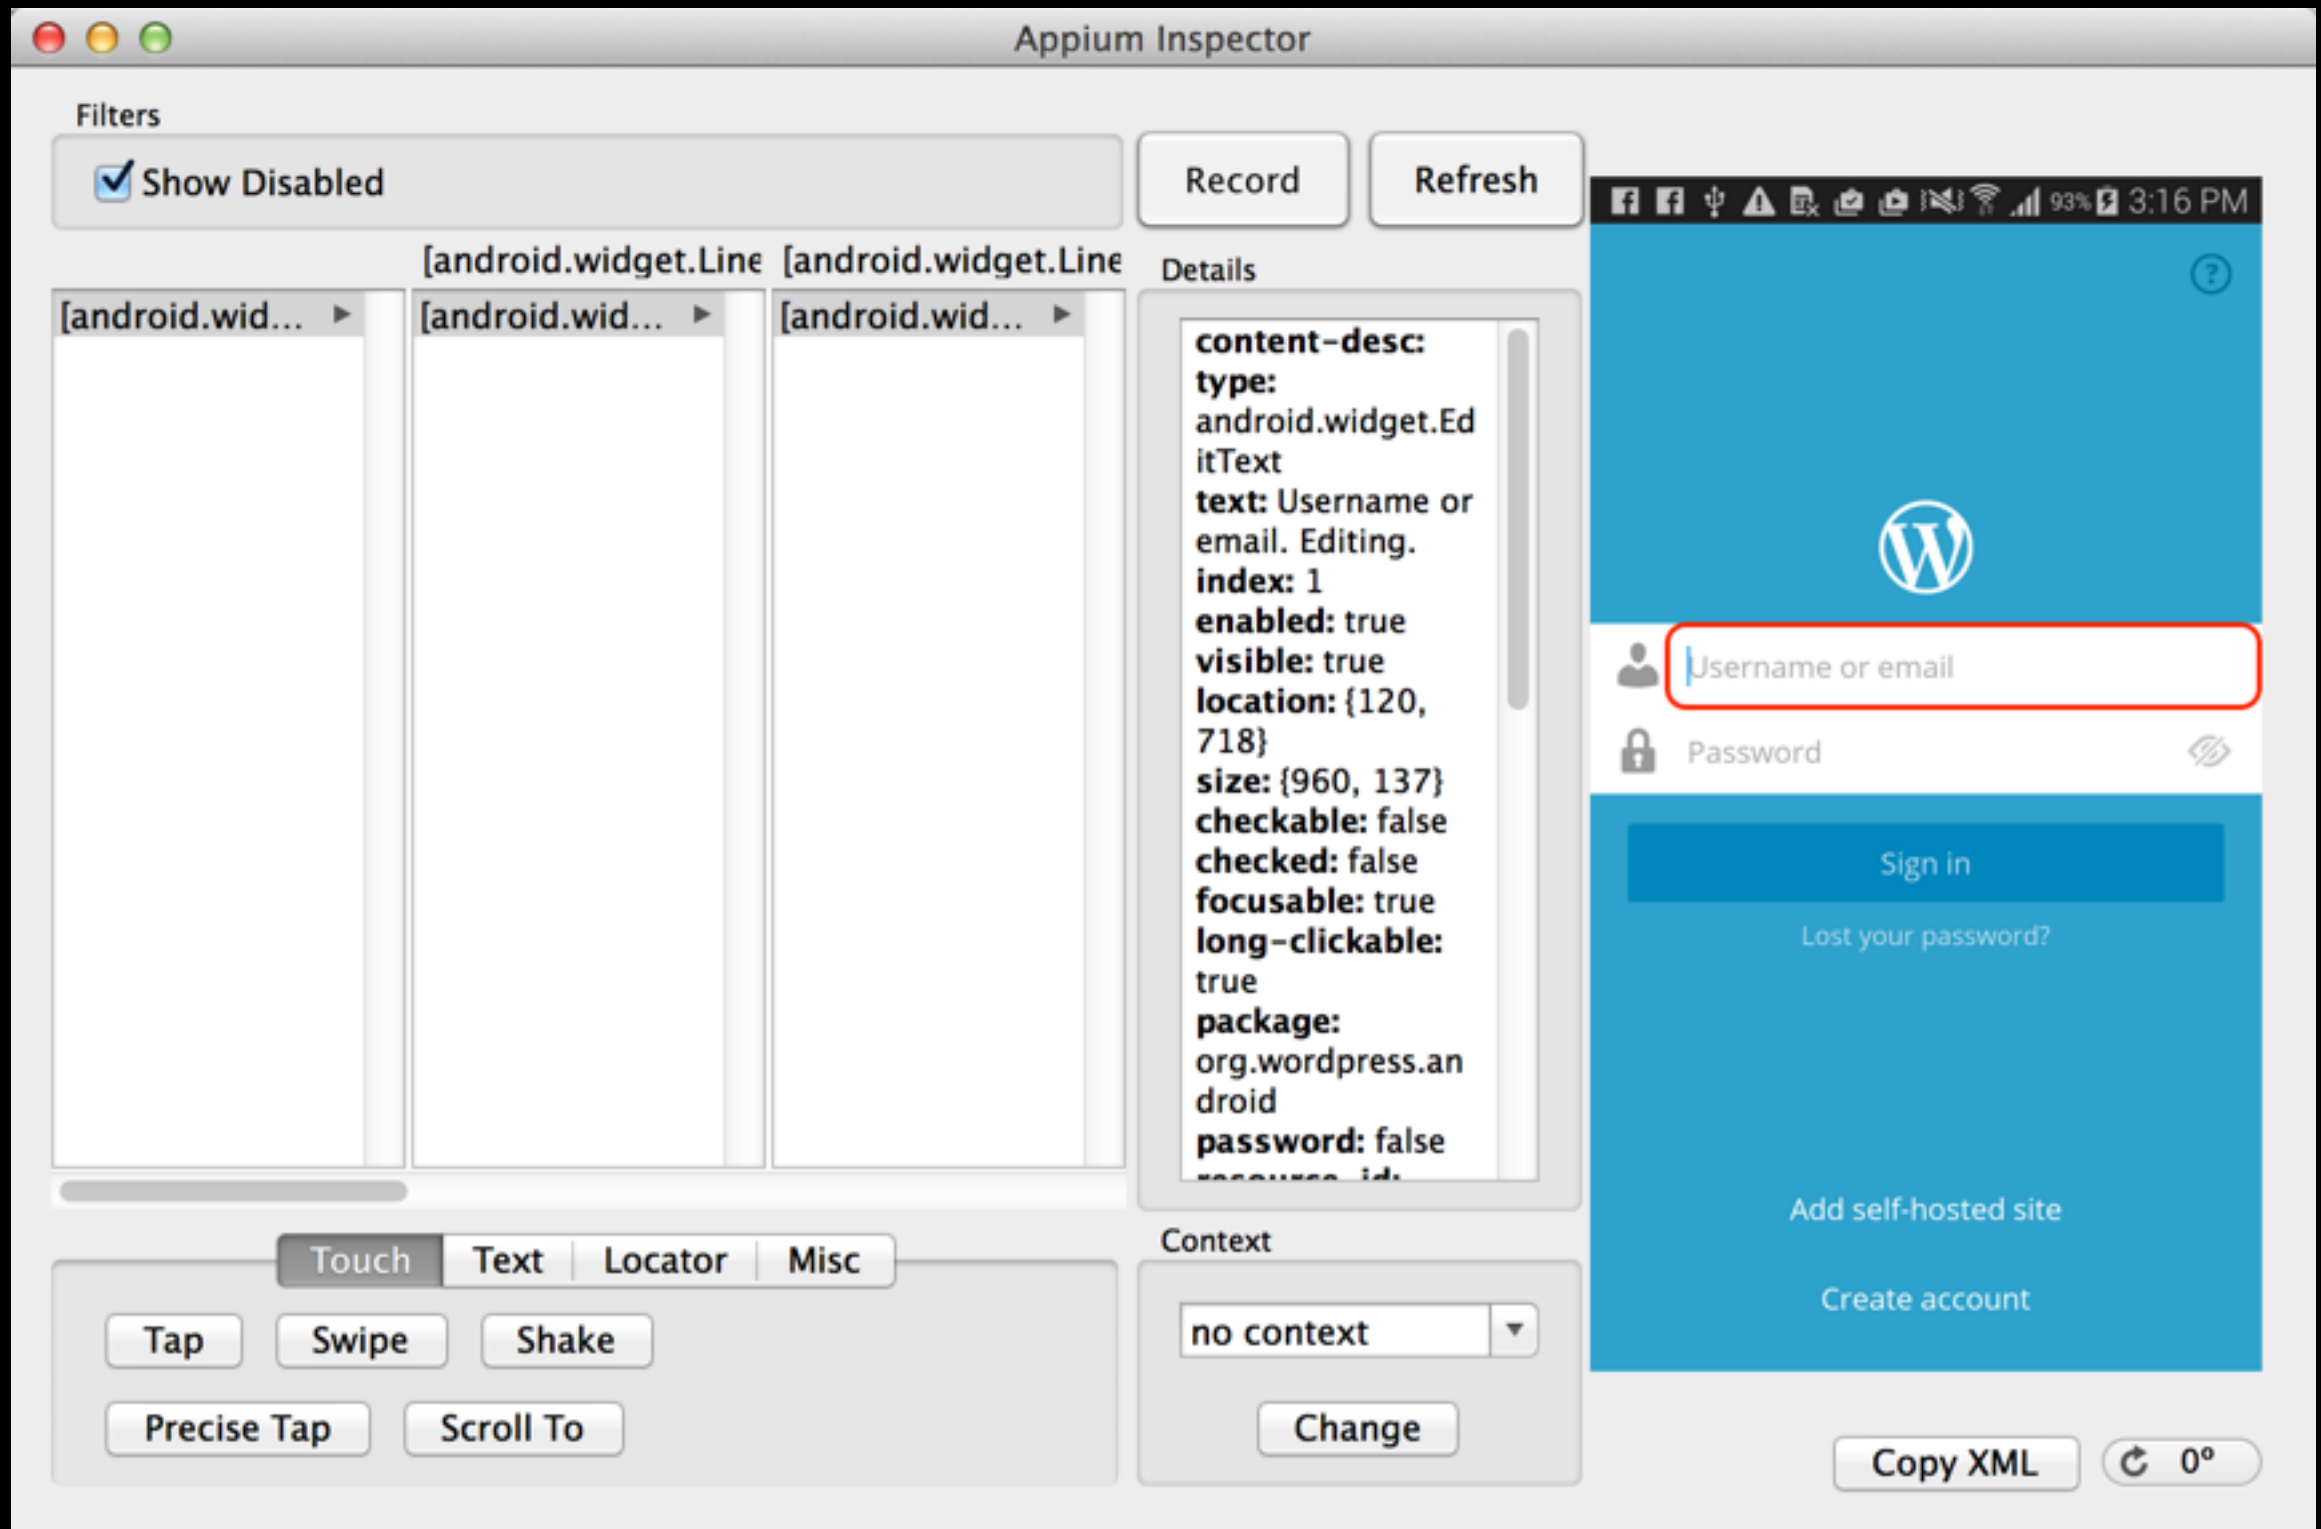 Appium Inspector
Filters
Show Disabled
Record
Refresh
[android.widget.Line
[android.widget.Line
[android.wid...
[android.wid...
[android.wid...
Details
content-desc:
type:
android.widget.Ed
itText
text: Username or
email. Editing.
index: 1
enabled: true
visible: true
location: {120,
718}
size: {960, 137}
checkable: false
checked: false
focusable: true
long-clickable:
true
package:
org.wordpress.an
droid
password: false
Touch
Text
Locator
Misc
Tap
Swipe
Shake
Precise Tap
Scroll To
Context
no context
Change
93%
3:16 PM
?
W
Username or email
Password
Sign in
Lost your password?
Add self-hosted site
Create account
Copy XML
0°